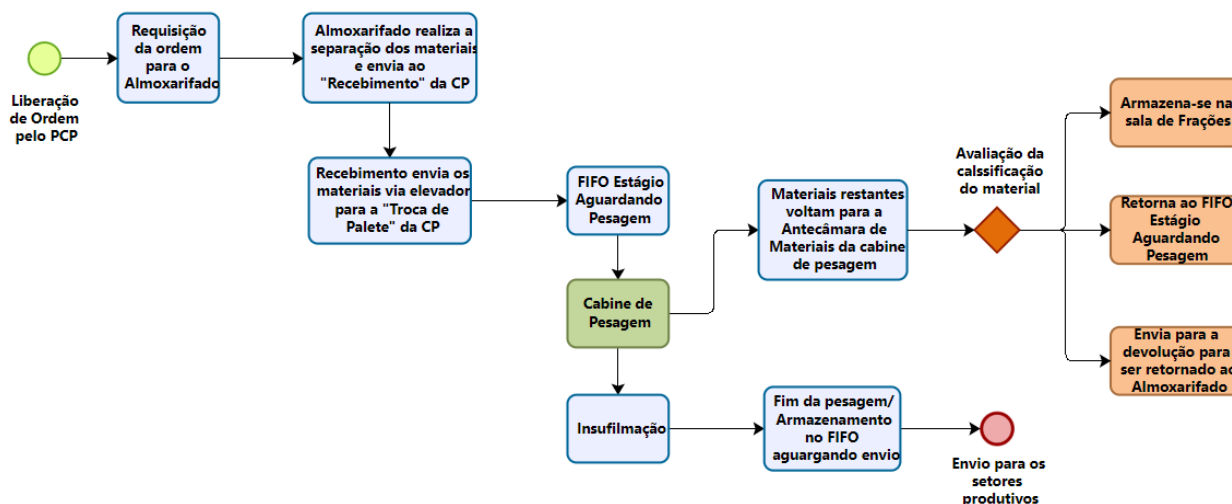 Liberação
de Ordem
pelo PCP
Requisição
da ordem
para o
Almoxarifado
Almoxarifado realiza a
separação dos materiais
e envia ao
"Recebimento" da CP
Recebimento envia os
materiais via elevador
para a "Troca de
Palete" da CP
FIFO Estágio
Aguardando
Pesagem
Cabine de
Pesagem
Insufilmação
Fim da pesagem/
Armazenamento
no FIFO
aguargando envio
Envio para os
setores
produtivos
Materiais restantes
voltam para a
Antecâmara de
Materiais da cabine
de pesagem
Avaliação da
calssificação
do material
Armazena-se na
sala de Frações
Retorna ao FIFO
Estágio
Aguardando
Pesagem
Envia para a
devolução para
ser retornado ao
Almoxarifado